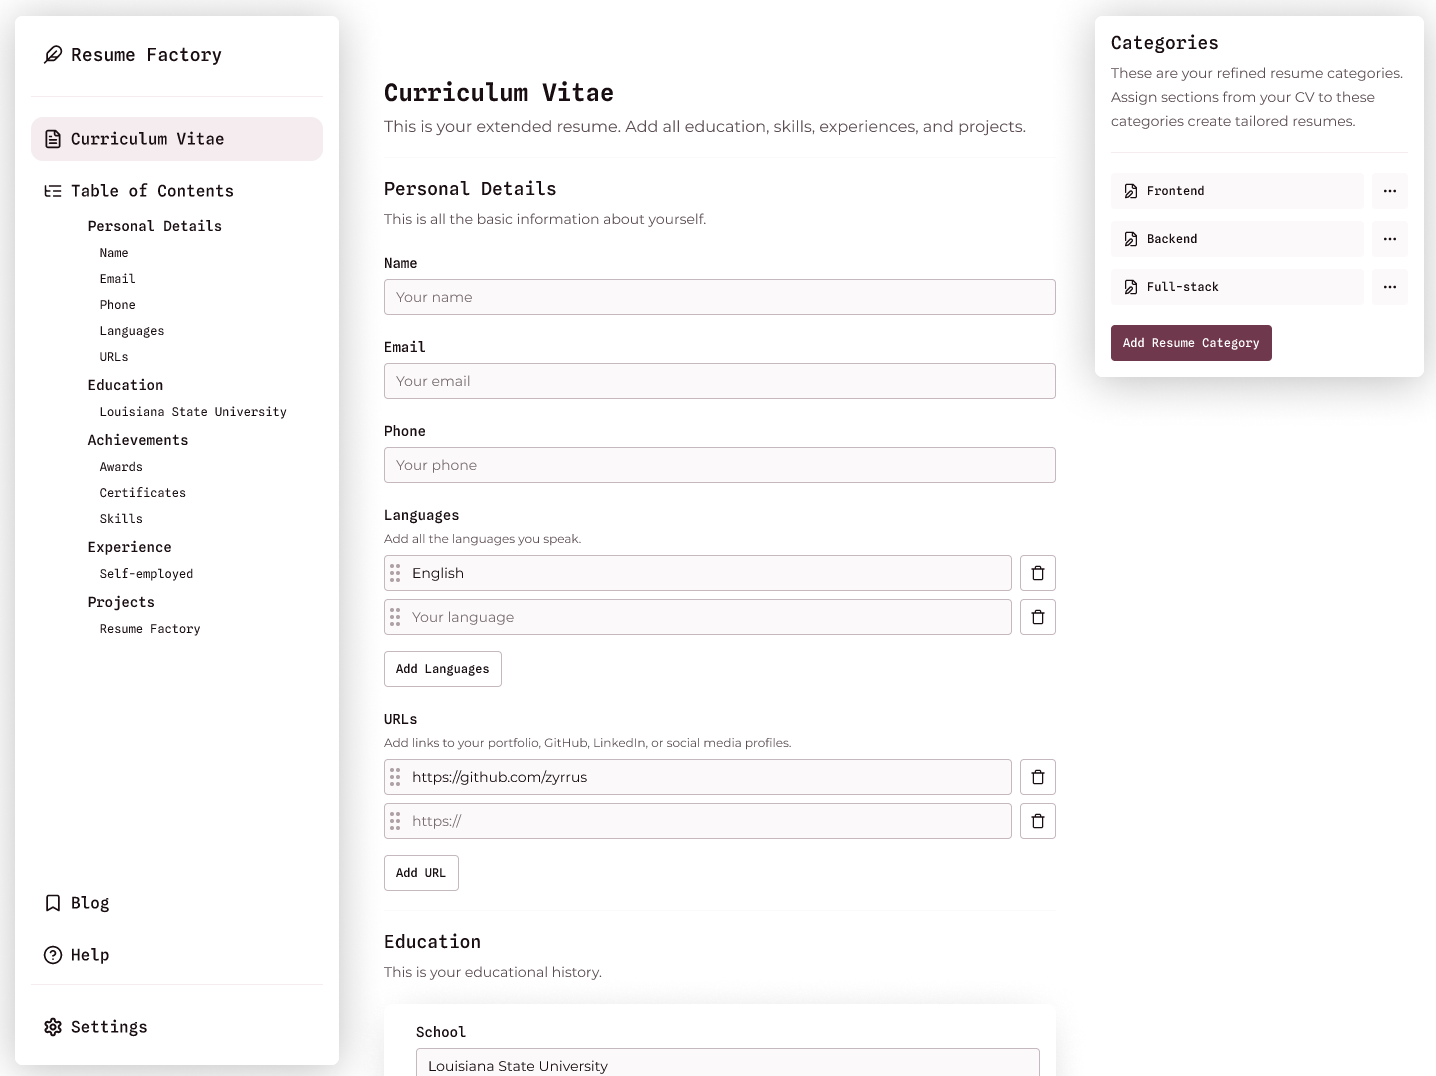 Resume Factory
Curriculum Vitae
Table of Contents
Personal Details
Name
Email
Phone
Languages
URLs
Education
Louisiana State University
Achievements
Awards
Certificates
Skills
Experience
Self-employed
Projects
Resume Factory
Blog
Help
Settings
Curriculum Vitae
This is your extended resume. Add all education, skills, experiences, and projects.
Personal Details
This is all the basic information about yourself.
Name
Your name
Email
Your email
Phone
Your phone
Languages
Add all the languages you speak.
English
Your language
Add Languages
URLs
Add links to your portfolio, GitHub, LinkedIn, or social media profiles.
https://github.com/zyrrus
https://
Add URL
Education
This is your educational history.
School
Louisiana State University
Categories
These are your refined resume categories.
Assign sections from your CV to these
categories create tailored resumes.
Frontend
Backend
Full-stack
Add Resume Category